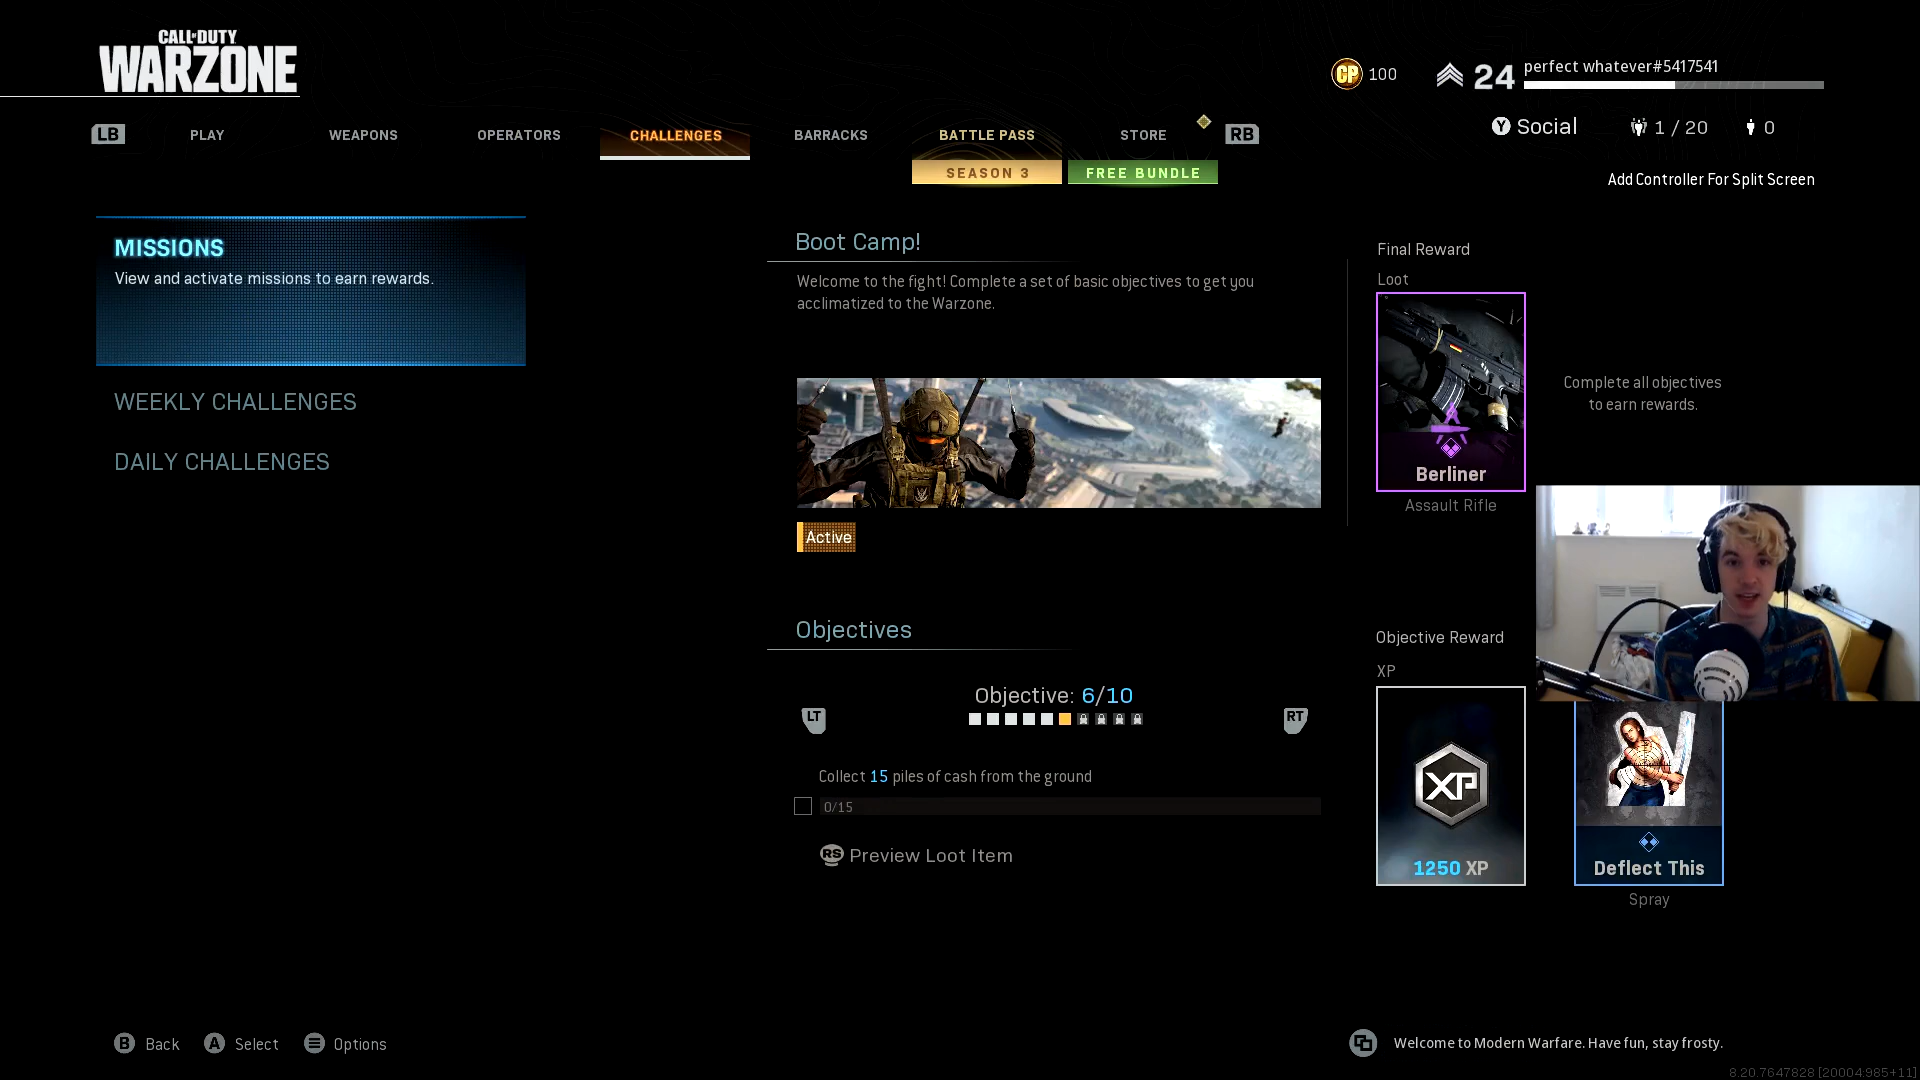 CALL OF DUTY
WARZONE
CP 100
24
perfect whatever#5417541
LB
PLAY
WEAPONS
OPERATORS
CHALLENGES
BARRACKS
BATTLE PASS
STORE
RB
SEASON 3
FREE BUNDLE
Y Social
1 / 20
0
Add Controller For Split Screen
MISSIONS
View and activate missions to earn rewards.
WEEKLY CHALLENGES
DAILY CHALLENGES
Boot Camp!
Welcome to the fight! Complete a set of basic objectives to get you
acclimatized to the Warzone.
Active
Final Reward
Loot
Berliner
Assault Rifle
Complete all objectives
to earn rewards.
Objectives
Objective: 6/10
LT
RT
Collect 15 piles of cash from the ground
0/15
RS Preview Loot Item
Objective Reward
XP
XP
1250 XP
Deflect This
Spray
B Back
A Select
Options
Welcome to Modern Warfare. Have fun, stay frosty.
8.20.7647828 [20004:985+11]